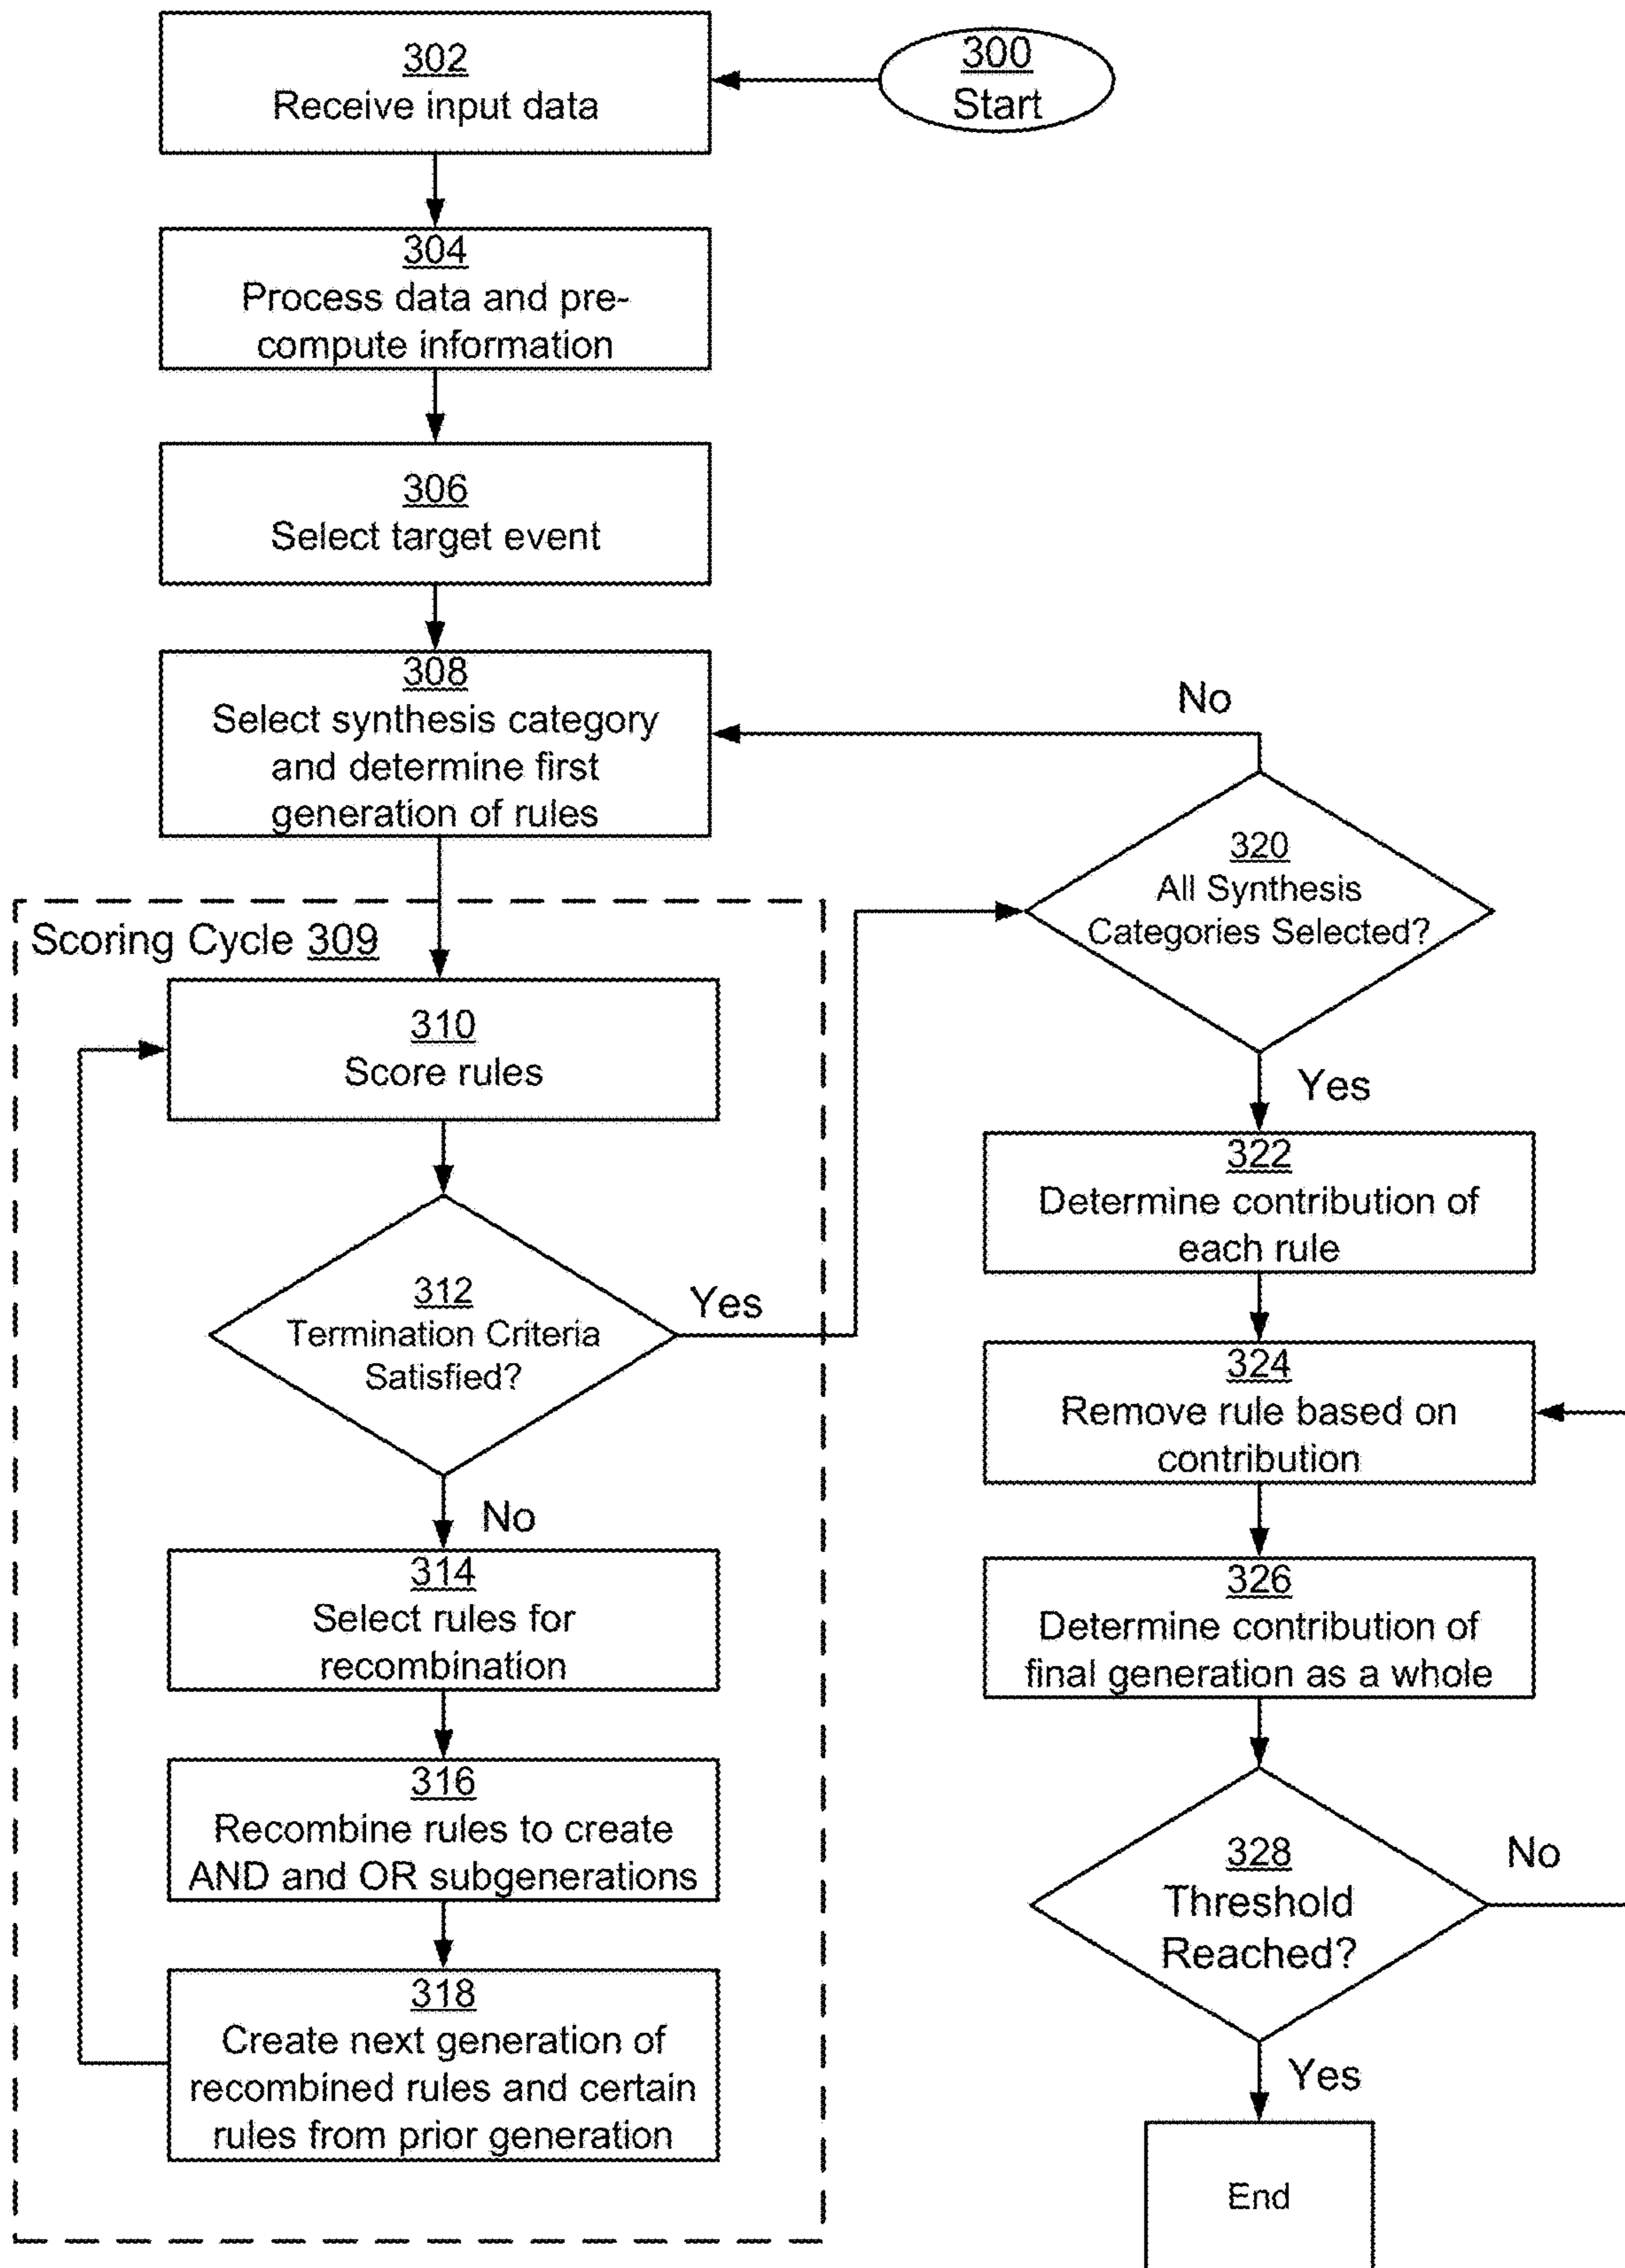 300
Start
302
Receive input data
304
Process data and pre-
compute information
306
Select target event
308
Select synthesis category
and determine first
generation of rules
Scoring Cycle 309
310
Score rules
312
Termination Criteria
Satisfied?
Yes
No
314
Select rules for
recombination
316
Recombine rules to create
AND and OR subgenerations
318
Create next generation of
recombined rules and certain
rules from prior generation
No
320
All Synthesis
Categories Selected?
Yes
322
Determine contribution of
each rule
324
Remove rule based on
contribution
326
Determine contribution of
final generation as a whole
328
Threshold
Reached?
No
Yes
End